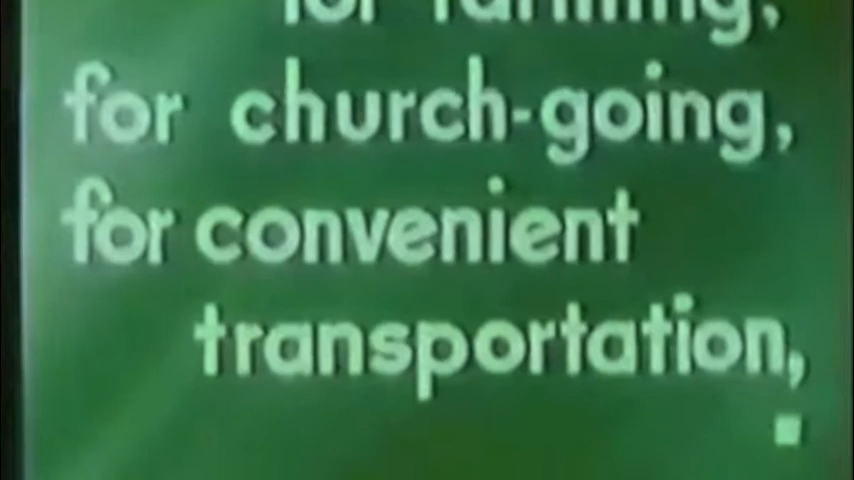 for farming,
for church-going,
for convenient
transportation,